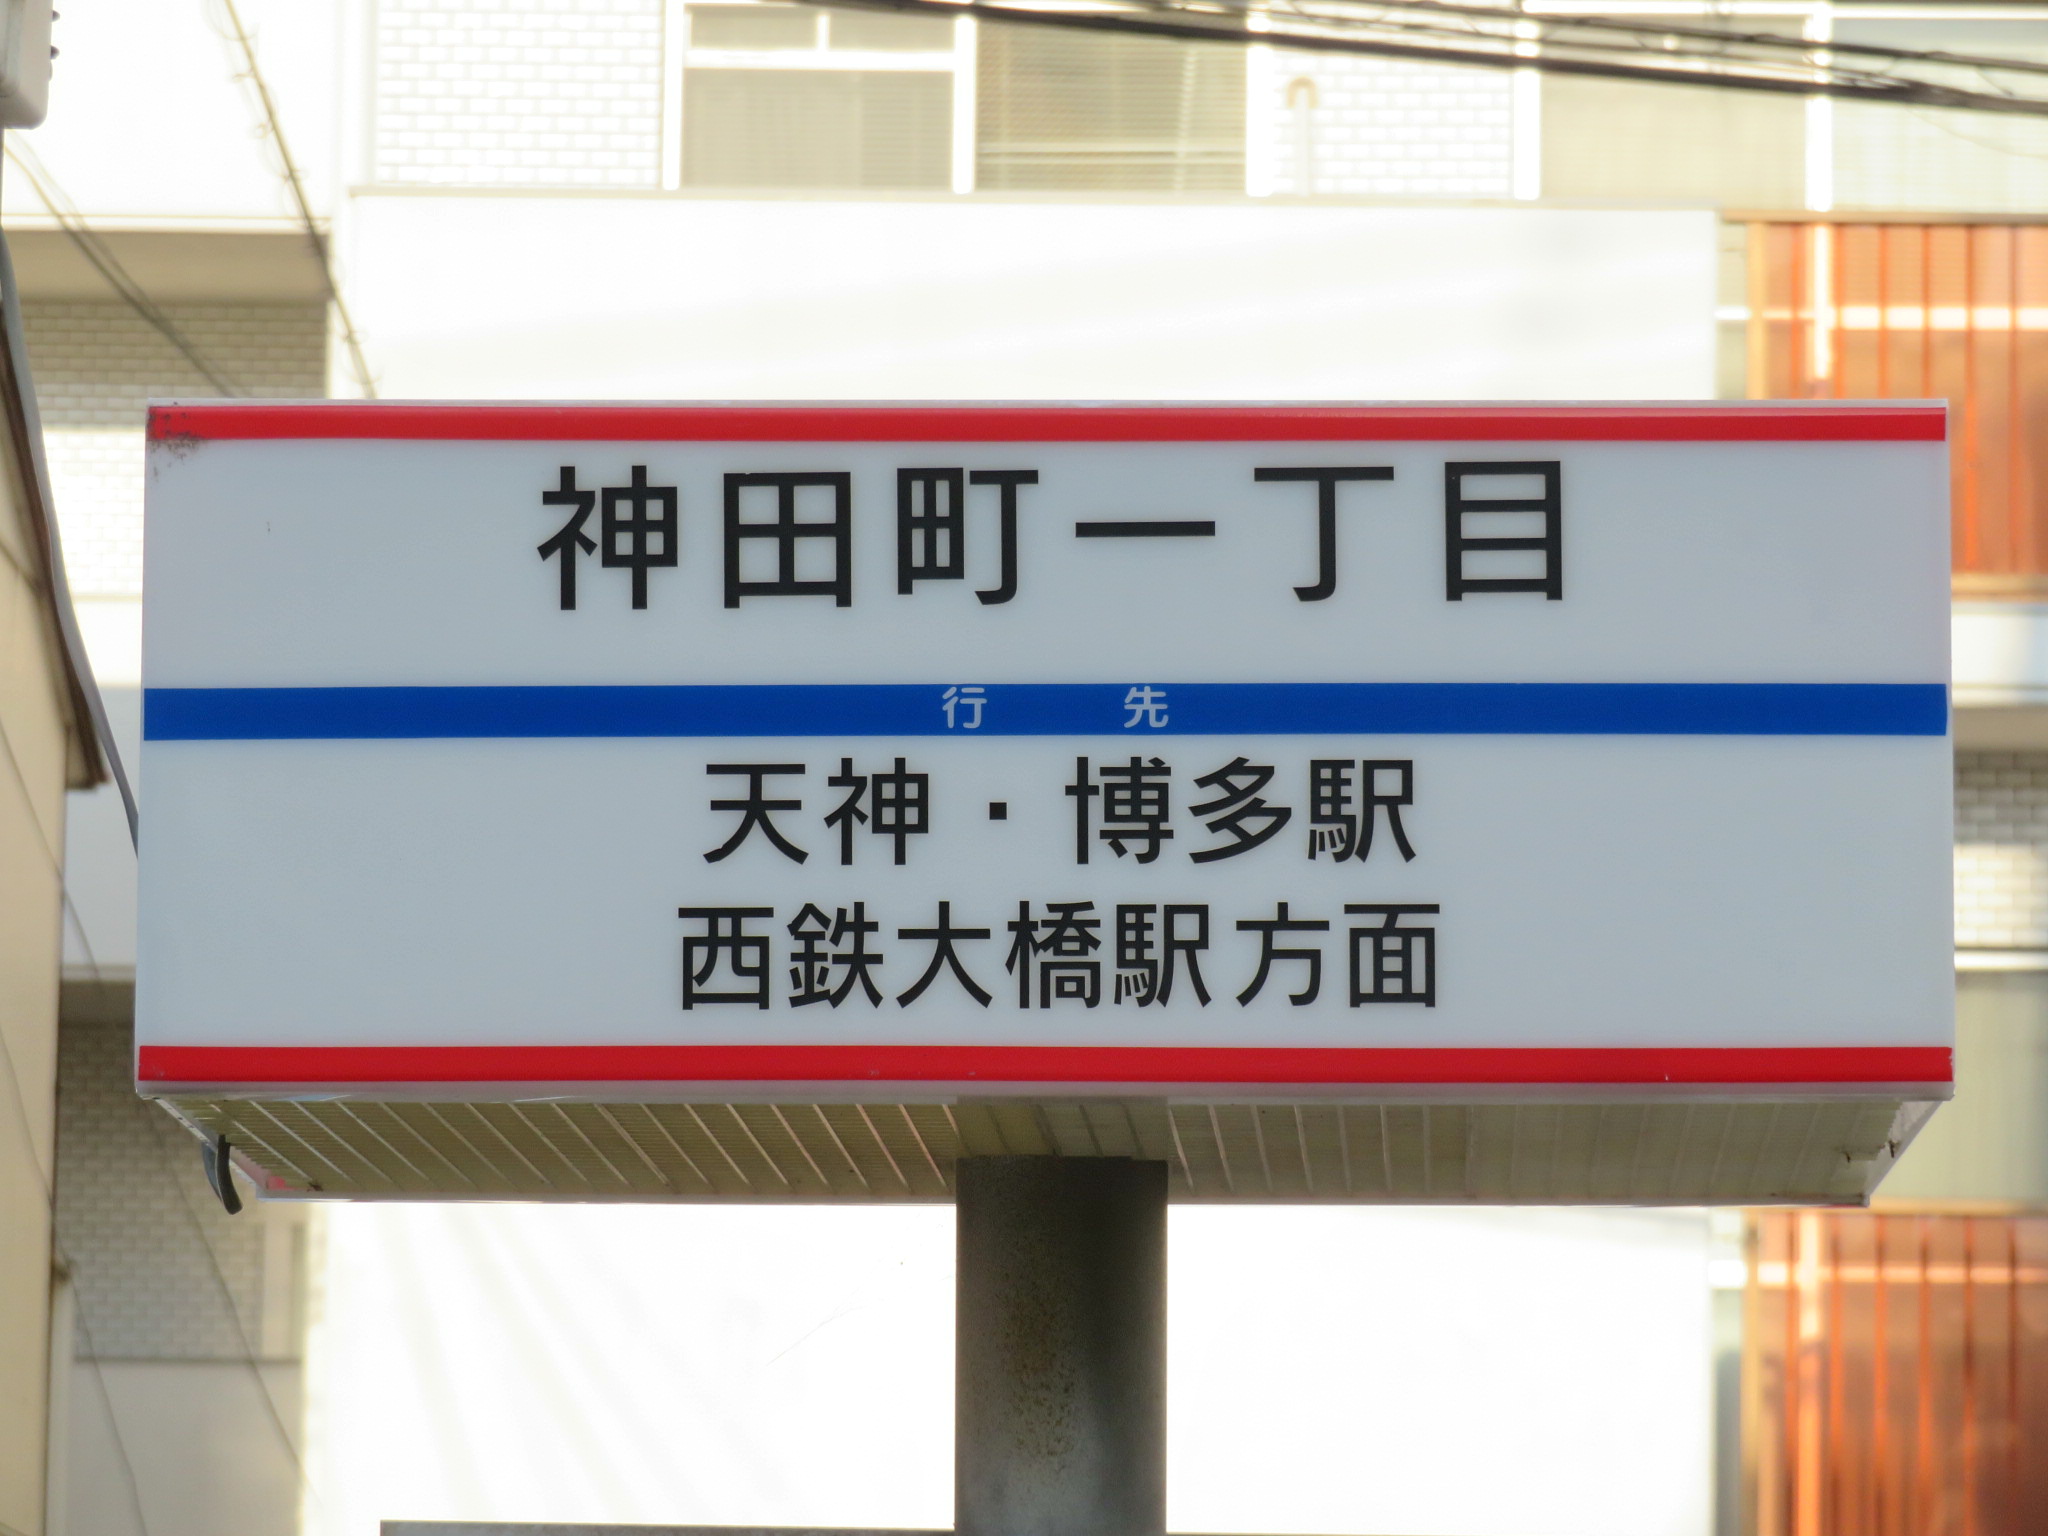 神田町一丁目
行先
天神・博多駅
西鉄大橋駅方面